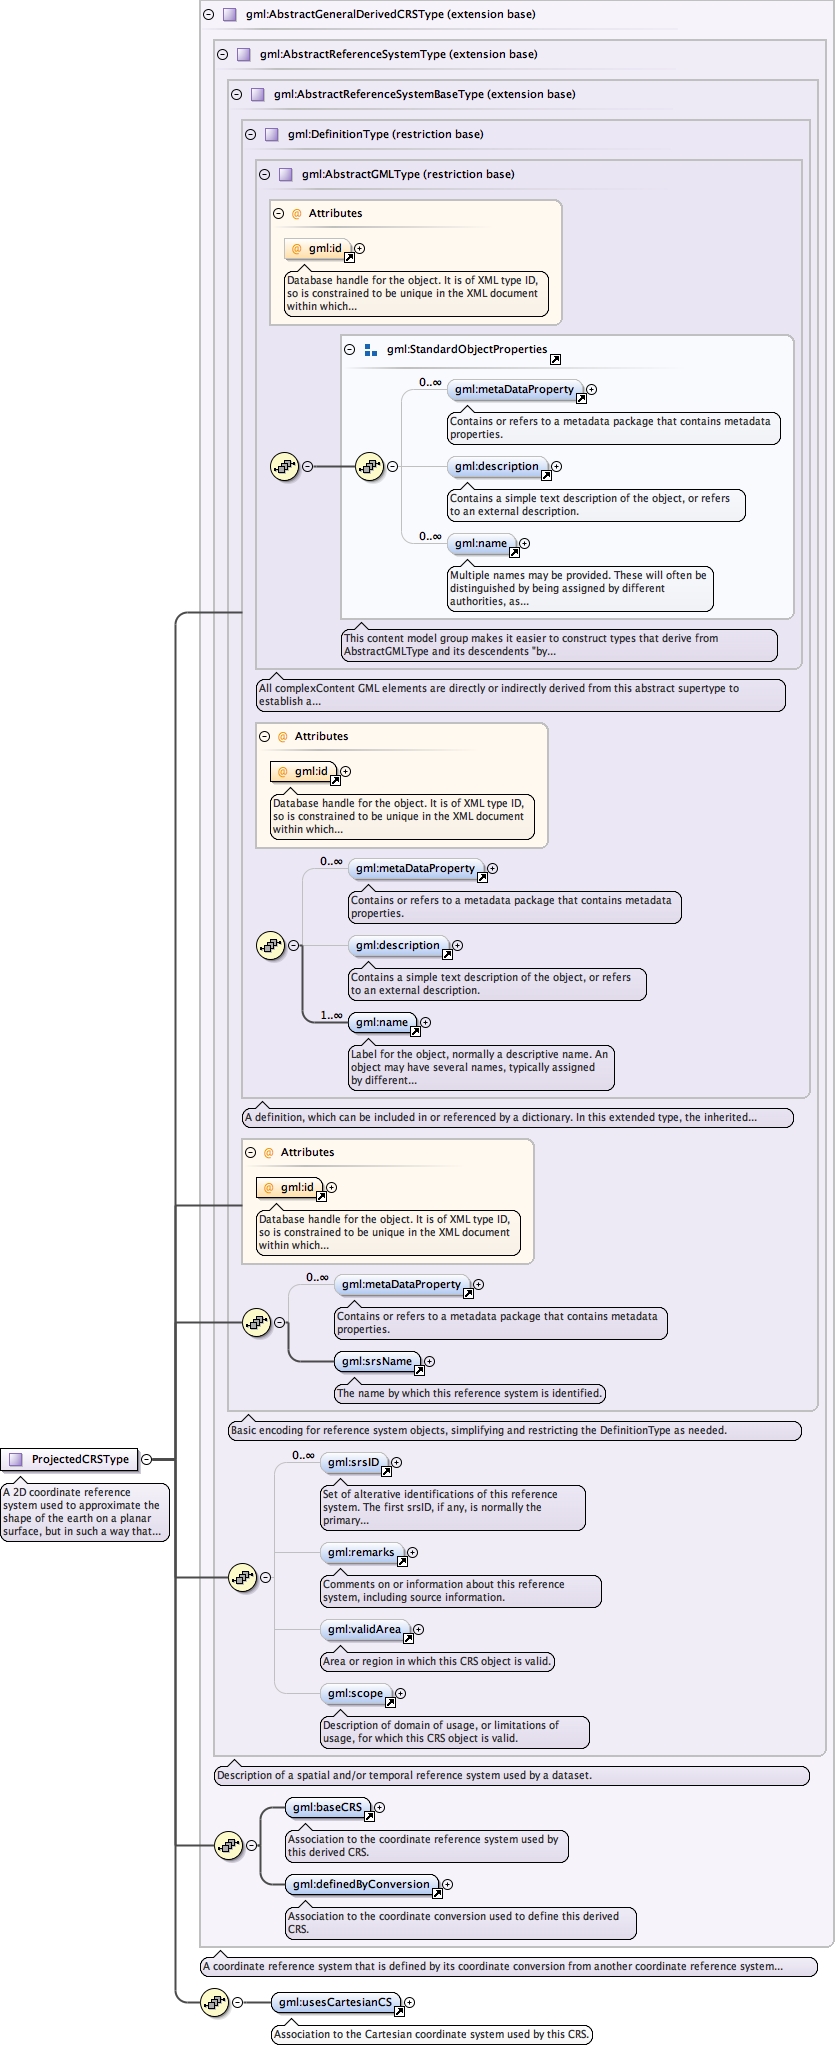 gml:AbstractGeneralDerivedCRSType (extension base)
gml:AbstractReferenceSystemType (extension base)
gml:AbstractReferenceSystemBaseType (extension base)
gml:DefinitionType (restriction base)
gml:AbstractGMLType (restriction base)
@ Attributes
@ gml:id
Database handle for the object. It is of XML type ID,
so is constrained to be unique in the XML document
within which...
gml:StandardObjectProperties
0..∞
gml:metaDataProperty
Contains or refers to a metadata package that contains metadata
properties.
gml:description
Contains a simple text description of the object, or refers
to an external description.
0..∞
gml:name
Multiple names may be provided. These will often be
distinguished by being assigned by different
authorities, as...
This content model group makes it easier to construct types that derive from
AbstractGMLType and its descendents "by...
All complexContent GML elements are directly or indirectly derived from this abstract supertype to
establish a...
@ Attributes
@ gml:id
Database handle for the object. It is of XML type ID,
so is constrained to be unique in the XML document
within which...
0..∞
gml:metaDataProperty
Contains or refers to a metadata package that contains metadata
properties.
gml:description
Contains a simple text description of the object, or refers
to an external description.
1..∞
gml:name
Label for the object, normally a descriptive name. An
object may have several names, typically assigned
by different...
A definition, which can be included in or referenced by a dictionary. In this extended type, the inherited...
@ Attributes
@ gml:id
Database handle for the object. It is of XML type ID,
so is constrained to be unique in the XML document
within which...
0..∞
gml:metaDataProperty
Contains or refers to a metadata package that contains metadata
properties.
gml:srsName
The name by which this reference system is identified.
Basic encoding for reference system objects, simplifying and restricting the DefinitionType as needed.
ProjectedCRSType
A 2D coordinate reference
system used to approximate the
shape of the earth on a planar
surface, but in such a way that...
0..∞
gml:srsID
Set of alterative identifications of this reference
system. The first srsID, if any, is normally the
primary...
gml:remarks
Comments on or information about this reference
system, including source information.
gml:validArea
Area or region in which this CRS object is valid.
gml:scope
Description of domain of usage, or limitations of
usage, for which this CRS object is valid.
Description of a spatial and/or temporal reference system used by a dataset.
gml:baseCRS
Association to the coordinate reference system used by
this derived CRS.
gml:definedByConversion
Association to the coordinate conversion used to define this derived
CRS.
A coordinate reference system that is defined by its coordinate conversion from another coordinate reference system...
gml:usesCartesianCS
Association to the Cartesian coordinate system used by this CRS.